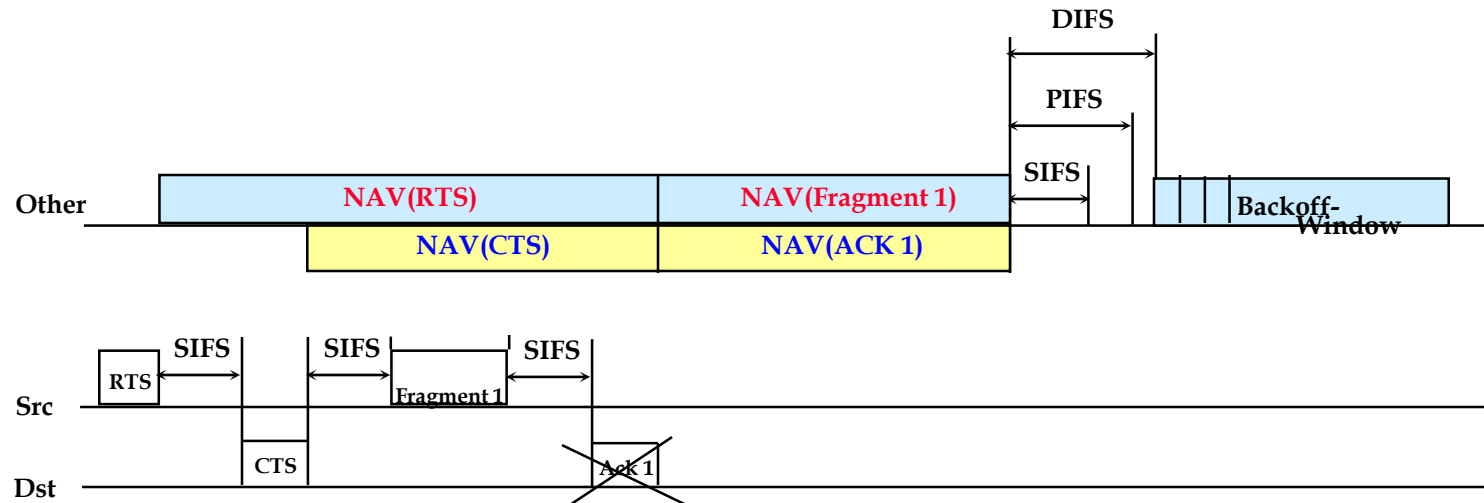 DIFS
PIFS
SIFS
Other
NAV(RTS)
NAV(Fragment 1)
Backoff-
Window
NAV(CTS)
NAV(ACK 1)
SIFS
SIFS
SIFS
RTS
Fragment 1
Src
CTS
Ack 1
Dst